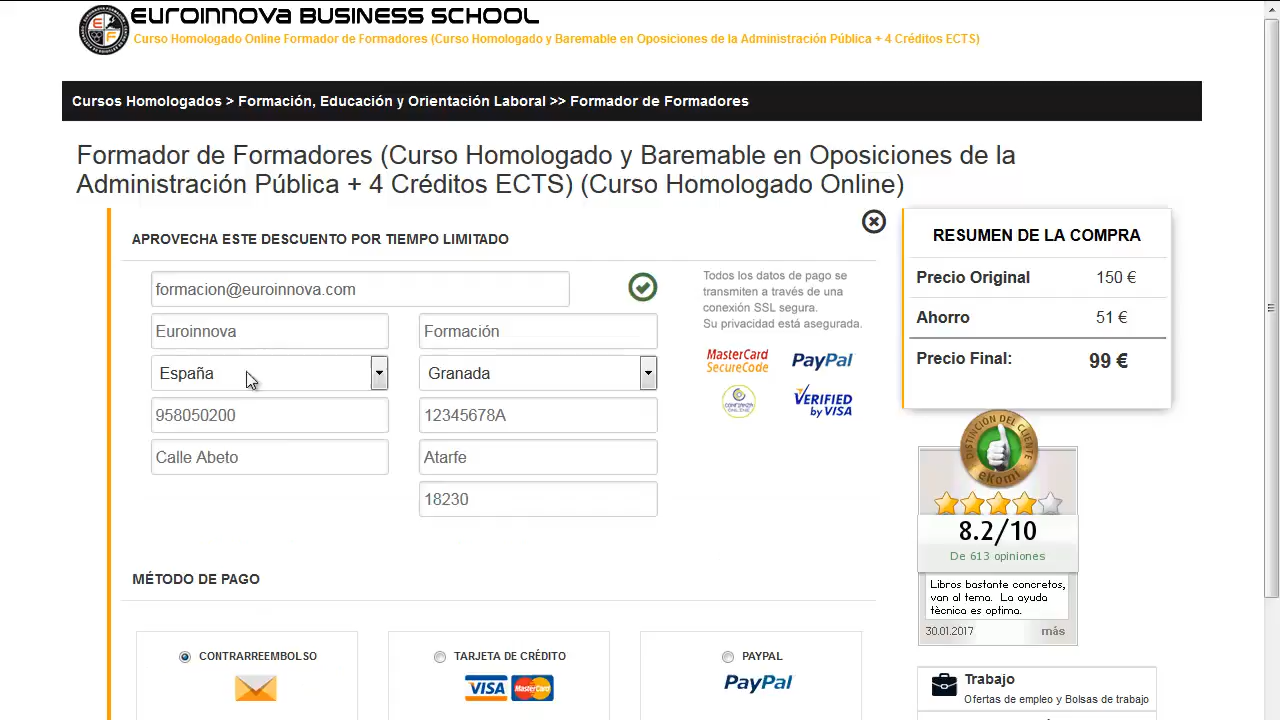 EUROINNOVA BUSINESS SCHOOL
Curso Homologado Online Formador de Formadores (Curso Homologado y Baremable en Oposiciones de la Administración Pública + 4 Créditos ECTS)
Cursos Homologados > Formación, Educación y Orientación Laboral >> Formador de Formadores
Formador de Formadores (Curso Homologado y Baremable en Oposiciones de la
Administración Pública + 4 Créditos ECTS) (Curso Homologado Online)
APROVECHA ESTE DESCUENTO POR TIEMPO LIMITADO
formacion@euroinnova.com
Euroinnova
Formación
España
Granada
958050200
12345678A
Calle Abeto
Atarfe
18230
Todos los datos de pago se
transmiten a través de una
conexión SSL segura.
Su privacidad está asegurada.
MasterCard
SecureCode
PayPal
CONFIANZA
ONLINE
VERIFIED
by VISA
RESUMEN DE LA COMPRA
Precio Original 150 €
Ahorro 51 €
Precio Final: 99 €
DISTINCIÓN DEL CLIENTE
eKomi
8.2/10
De 613 opiniones
Libros bastante concretos,
van al tema. La ayuda
tècnica es optima.
30.01.2017 más
Trabajo
Ofertas de empleo y Bolsas de trabajo
MÉTODO DE PAGO
CONTRARREEMBOLSO
TARJETA DE CRÉDITO
VISA MasterCard
PAYPAL
PayPal